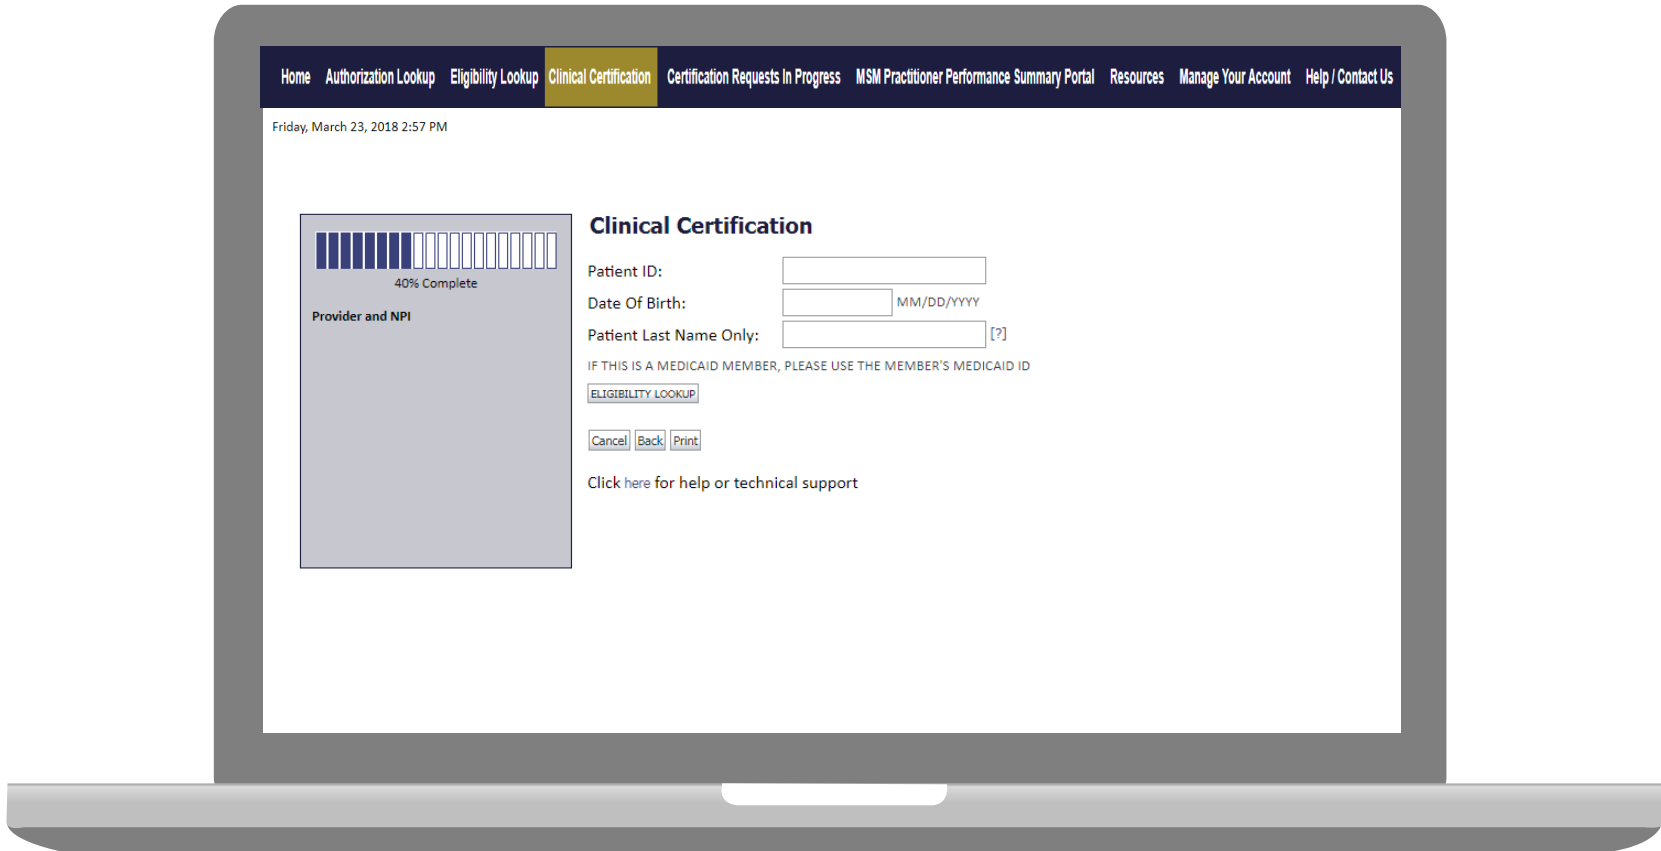 Home Authorization Lookup Eligibility Lookup Clinical Certification Certification Requests In Progress MSM Practitioner Performance Summary Portal Resources Manage Your Account Help / Contact Us
Friday, March 23, 2018 2:57 PM
40% Complete
Provider and NPI
Clinical Certification
Patient ID:
Date Of Birth: MM/DD/YYYY
Patient Last Name Only: [?]
IF THIS IS A MEDICAID MEMBER, PLEASE USE THE MEMBER'S MEDICAID ID
ELIGIBILITY LOOKUP
Cancel Back Print
Click here for help or technical support